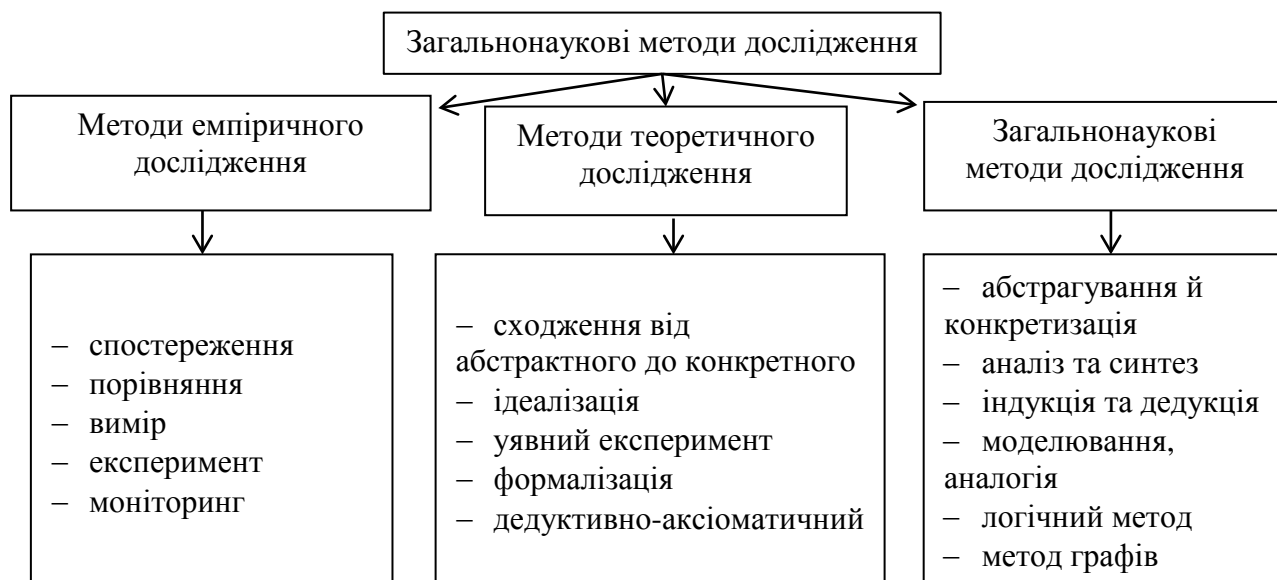 Загальнонаукові методи дослідження
Методи емпіричного
дослідження
Методи теоретичного
дослідження
Загальнонаукові
методи дослідження
– спостереження
– порівняння
– вимір
– експеримент
– моніторинг
– сходження від
абстрактного до конкретного
– ідеалізація
– уявний експеримент
– формалізація
– дедуктивно-аксіоматичний
– абстрагування й
конкретизація
– аналіз та синтез
– індукція та дедукція
– моделювання,
аналогія
– логічний метод
– метод графів